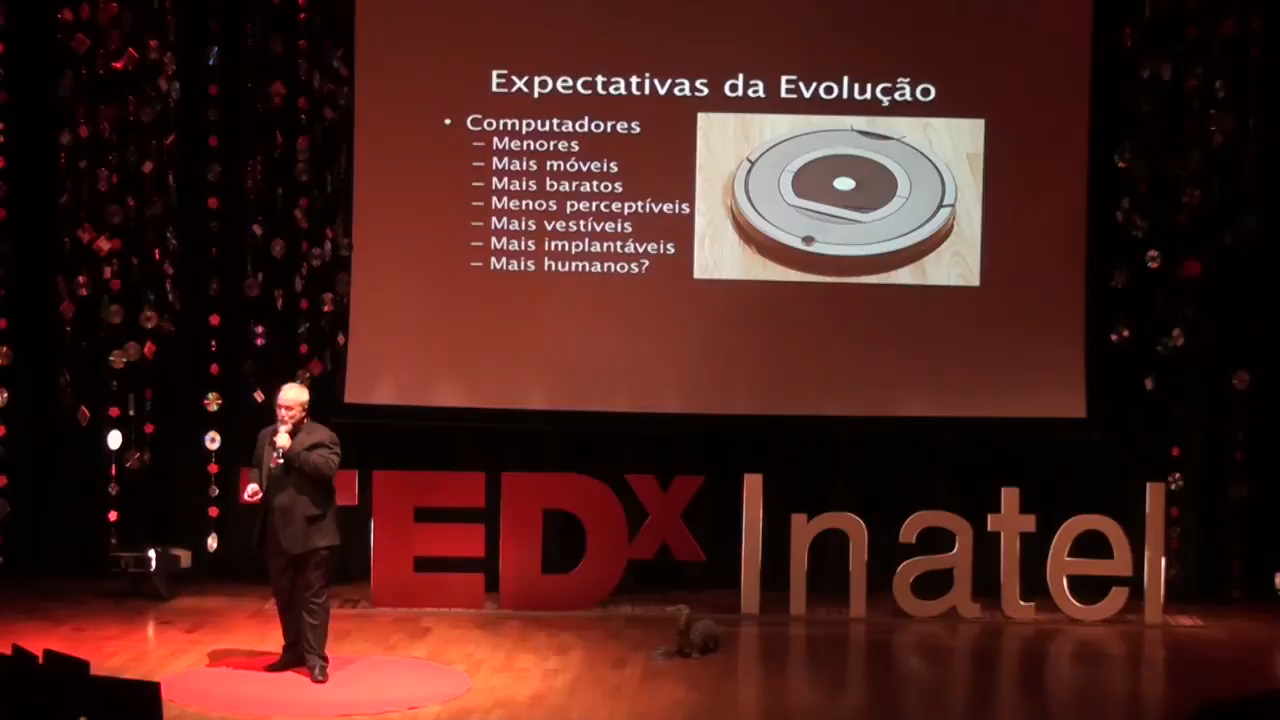 Expectativas da Evolução
• Computadores
– Menores
– Mais móveis
– Mais baratos
– Menos perceptíveis
– Mais vestíveis
– Mais implantáveis
– Mais humanos?
TEDx Inatel